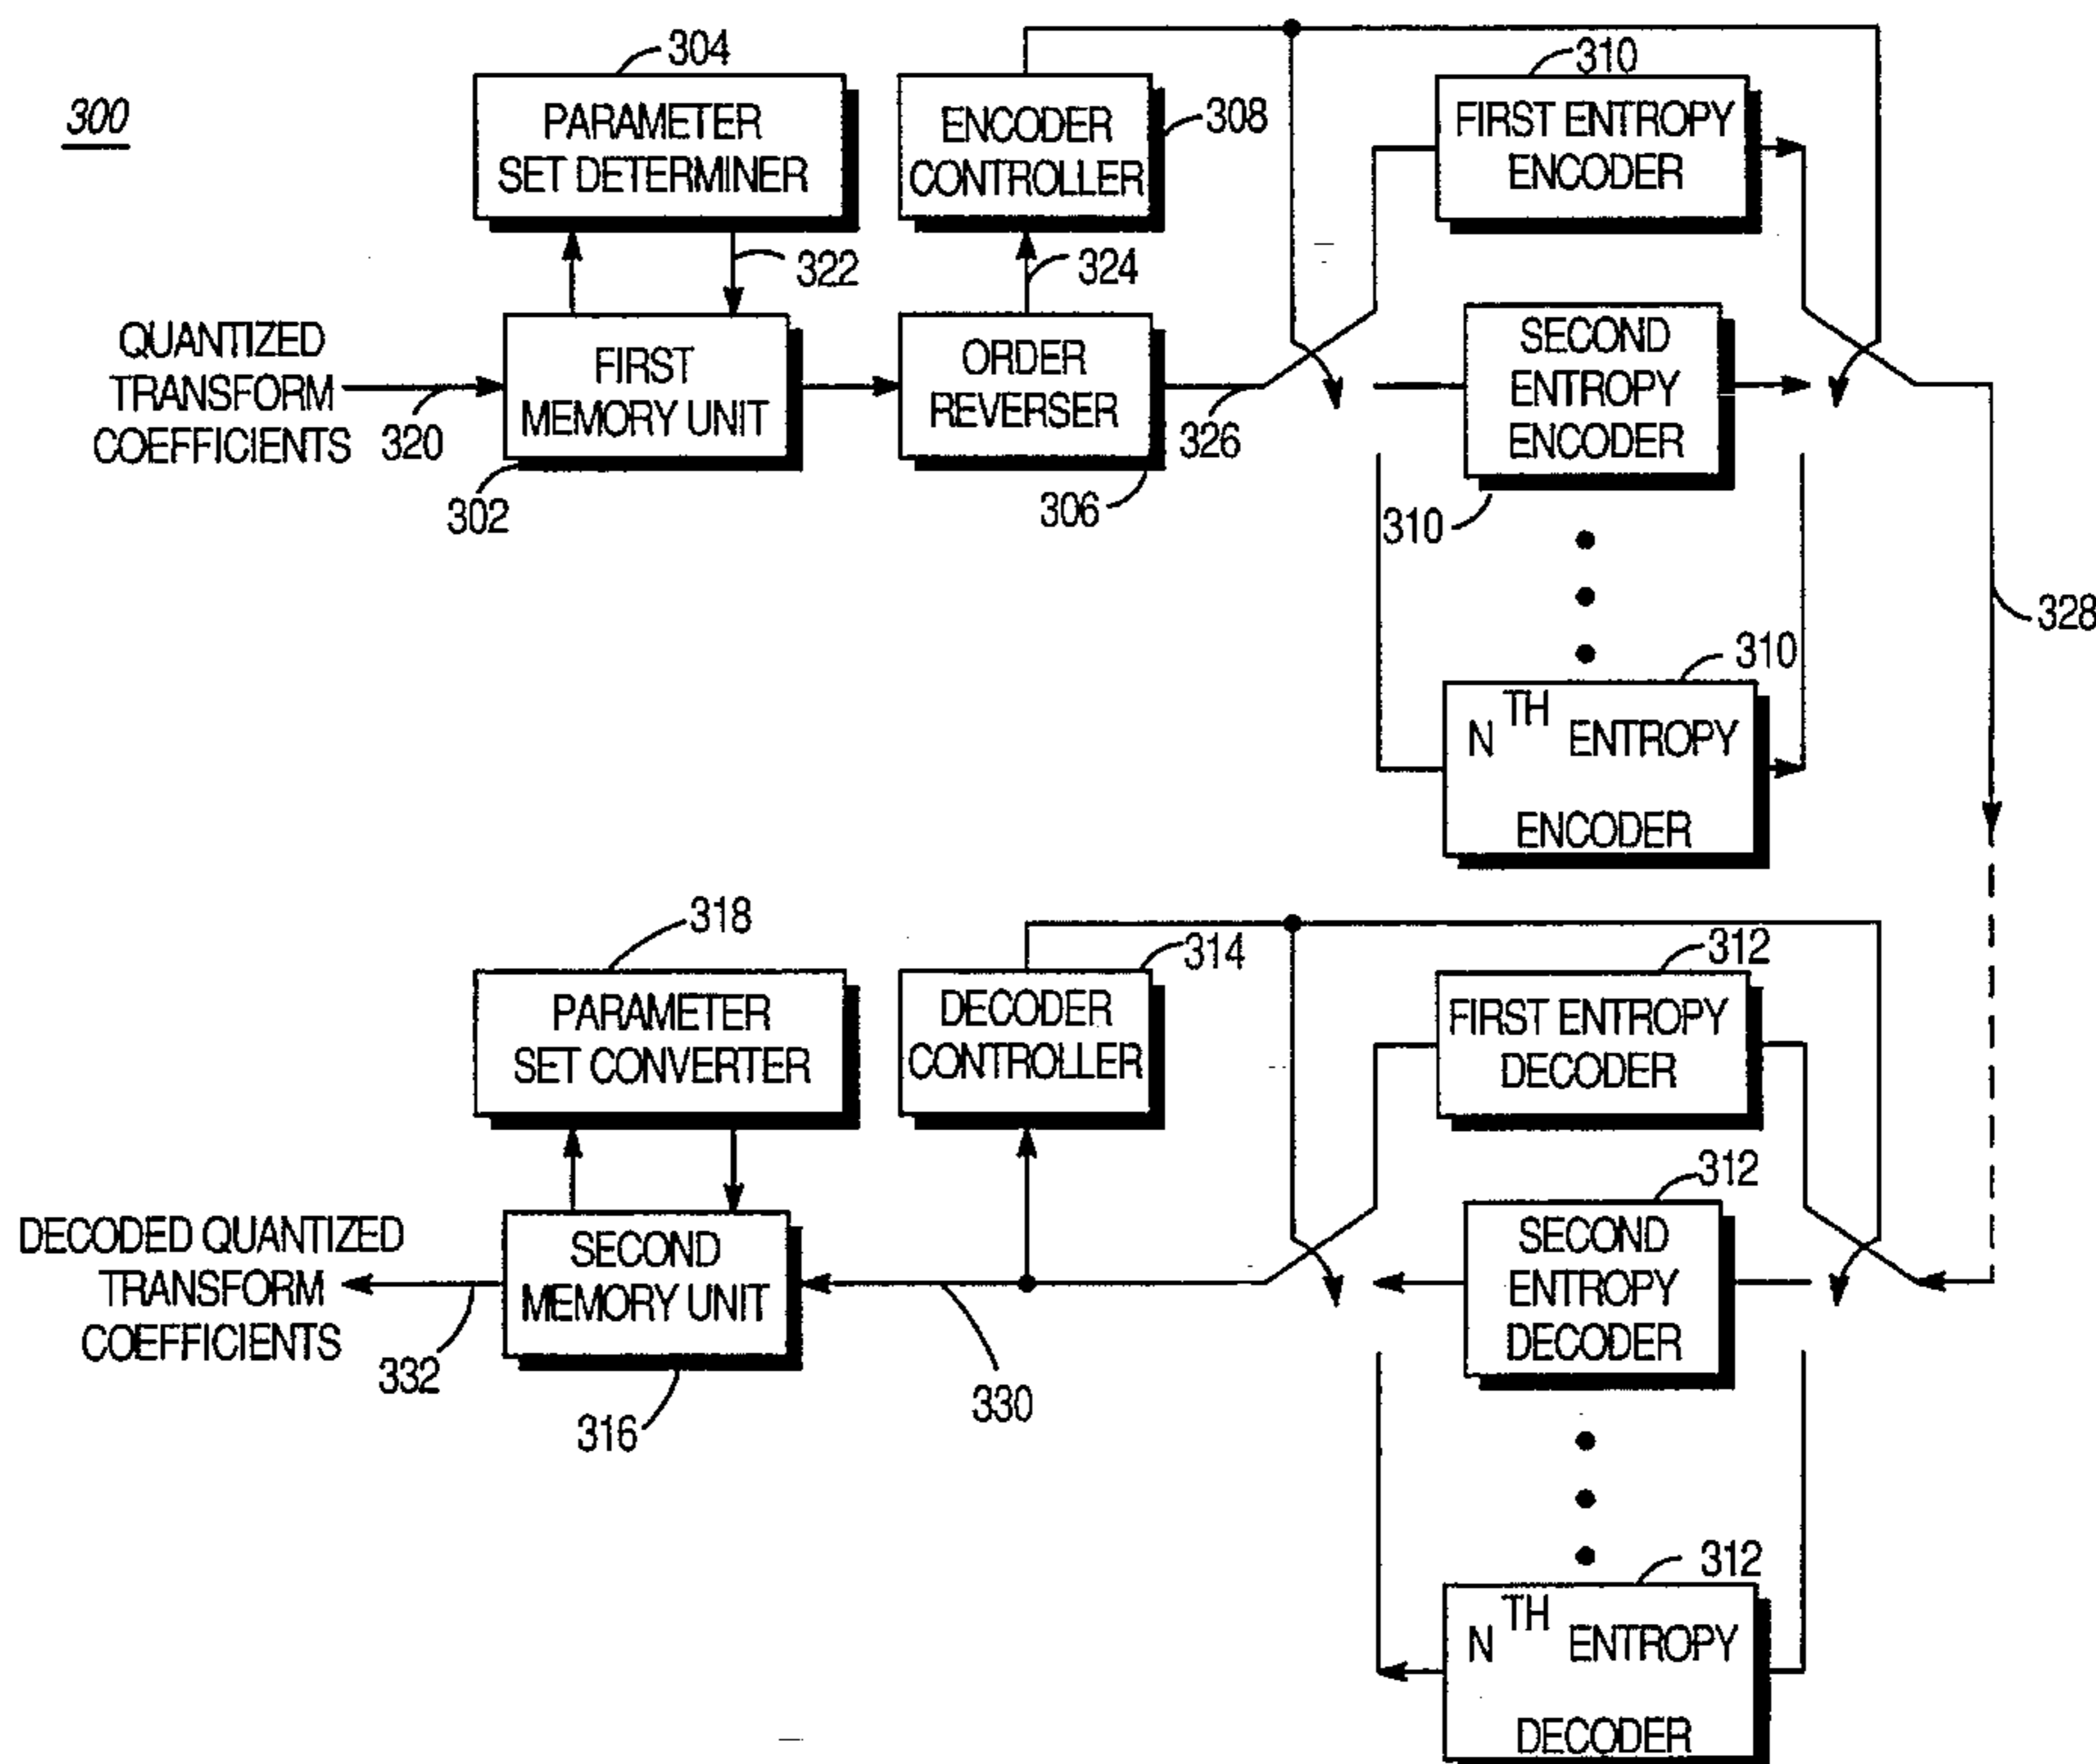 300
304
PARAMETER
SET DETERMINER
ENCODER
CONTROLLER
308
310
FIRST ENTROPY
ENCODER
322
324
QUANTIZED
TRANSFORM
COEFFICIENTS
320
FIRST
MEMORY UNIT
302
ORDER
REVERSER
306
326
SECOND
ENTROPY
ENCODER
310
328
310
N TH ENTROPY
ENCODER
318
PARAMETER
SET CONVERTER
314
DECODER
CONTROLLER
312
FIRST ENTROPY
DECODER
DECODED QUANTIZED
TRANSFORM
COEFFICIENTS
332
SECOND
MEMORY UNIT
316
330
312
SECOND
ENTROPY
DECODER
312
N TH ENTROPY
DECODER